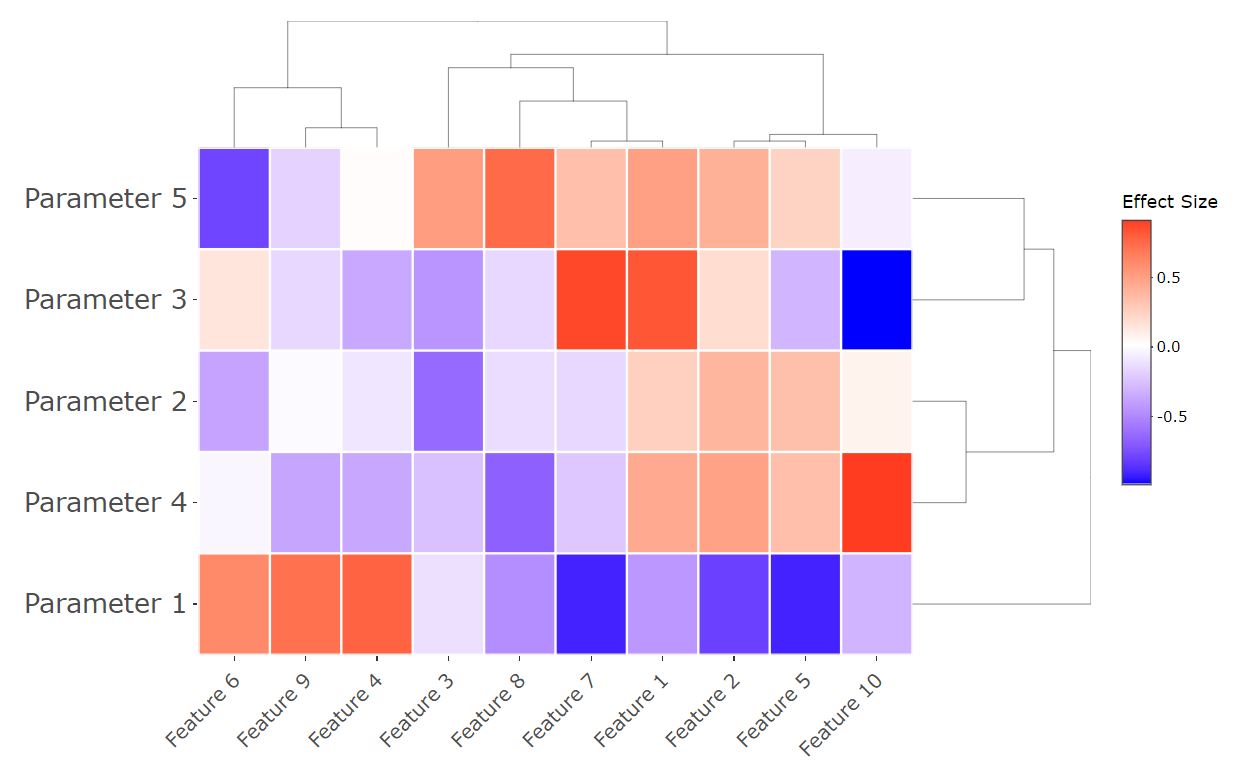 Parameter 5
Parameter 3
Parameter 2
Parameter 4
Parameter 1
Feature 6
Feature 9
Feature 4
Feature 3
Feature 8
Feature 7
Feature 1
Feature 2
Feature 5
Feature 10
Effect Size
0.5
0.0
-0.5